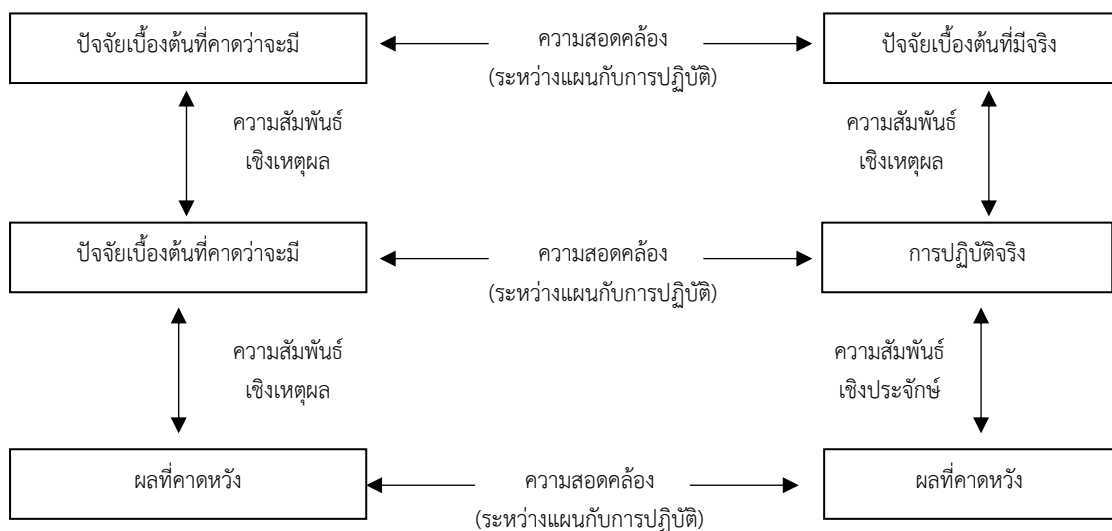 ปัจจัยเบื้องต้นที่คาดว่าจะมี
ความสอดคล้อง
(ระหว่างแผนกับการปฏิบัติ)
ปัจจัยเบื้องต้นที่มีจริง
ความสัมพันธ์
เชิงเหตุผล
ความสัมพันธ์
เชิงเหตุผล
ปัจจัยเบื้องต้นที่คาดว่าจะมี
ความสอดคล้อง
(ระหว่างแผนกับการปฏิบัติ)
การปฏิบัติจริง
ความสัมพันธ์
เชิงเหตุผล
ความสัมพันธ์
เชิงประจักษ์
ผลที่คาดหวัง
ความสอดคล้อง
(ระหว่างแผนกับการปฏิบัติ)
ผลที่คาดหวัง